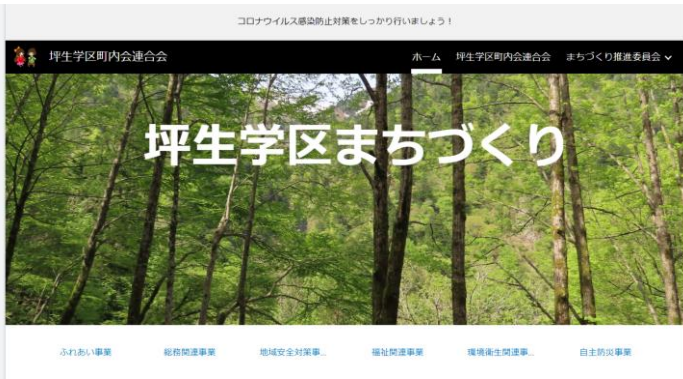 コロナウイルス感染防止対策をしっかり行いましょう！
坪生学区町内会連合会 ホーム 坪生学区町内会連合会 まちづくり推進委員会
坪生学区まちづくり
ふれあい事業 総務関連事業 地域安全対策事... 福祉関連事業 環境衛生関連事... 自主防災事業